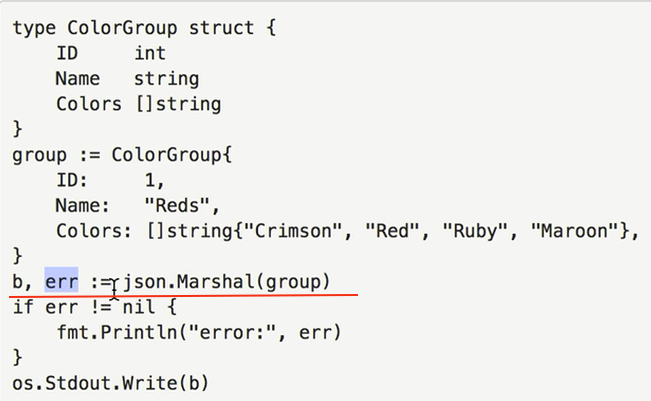 type ColorGroup struct {
    ID     int
    Name   string
    Colors []string
}
group := ColorGroup{
    ID:     1,
    Name:   "Reds",
    Colors: []string{"Crimson", "Red", "Ruby", "Maroon"},
}
b, err := json.Marshal(group)
if err != nil {
    fmt.Println("error:", err)
}
os.Stdout.Write(b)